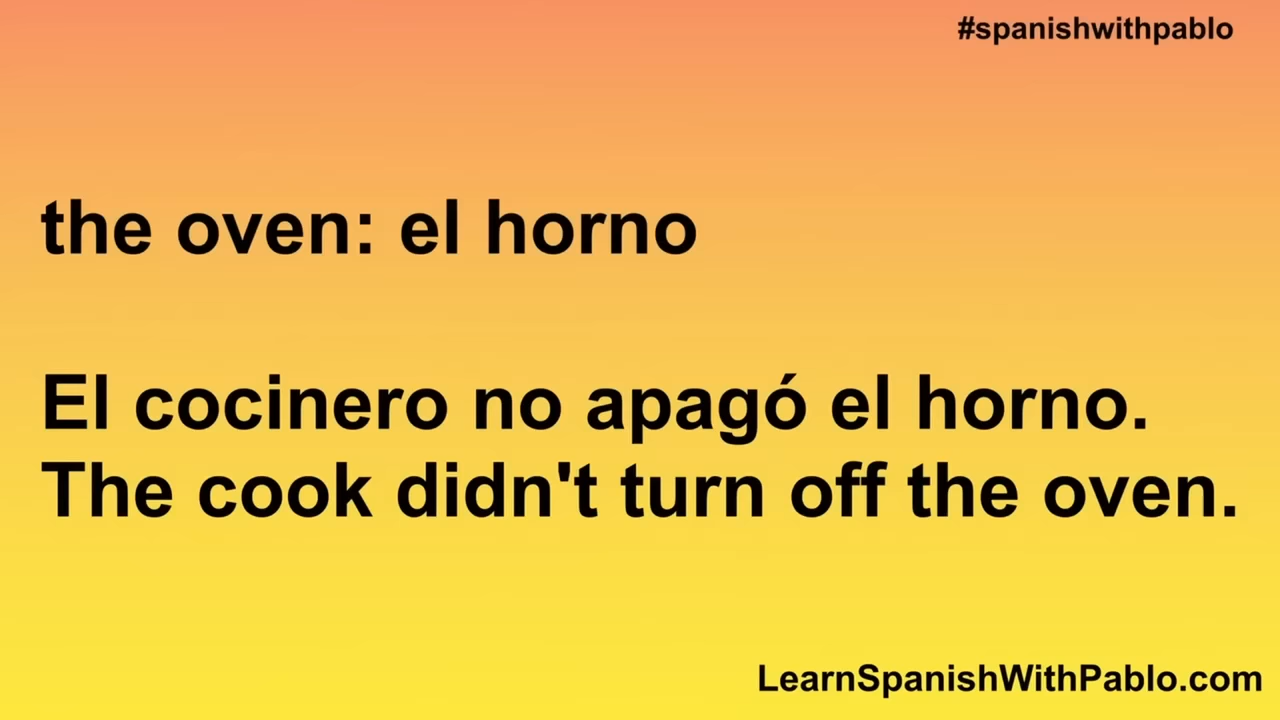 #spanishwithpablo
the oven: el horno
El cocinero no apagó el horno.
The cook didn't turn off the oven.
LearnSpanishWithPablo.com